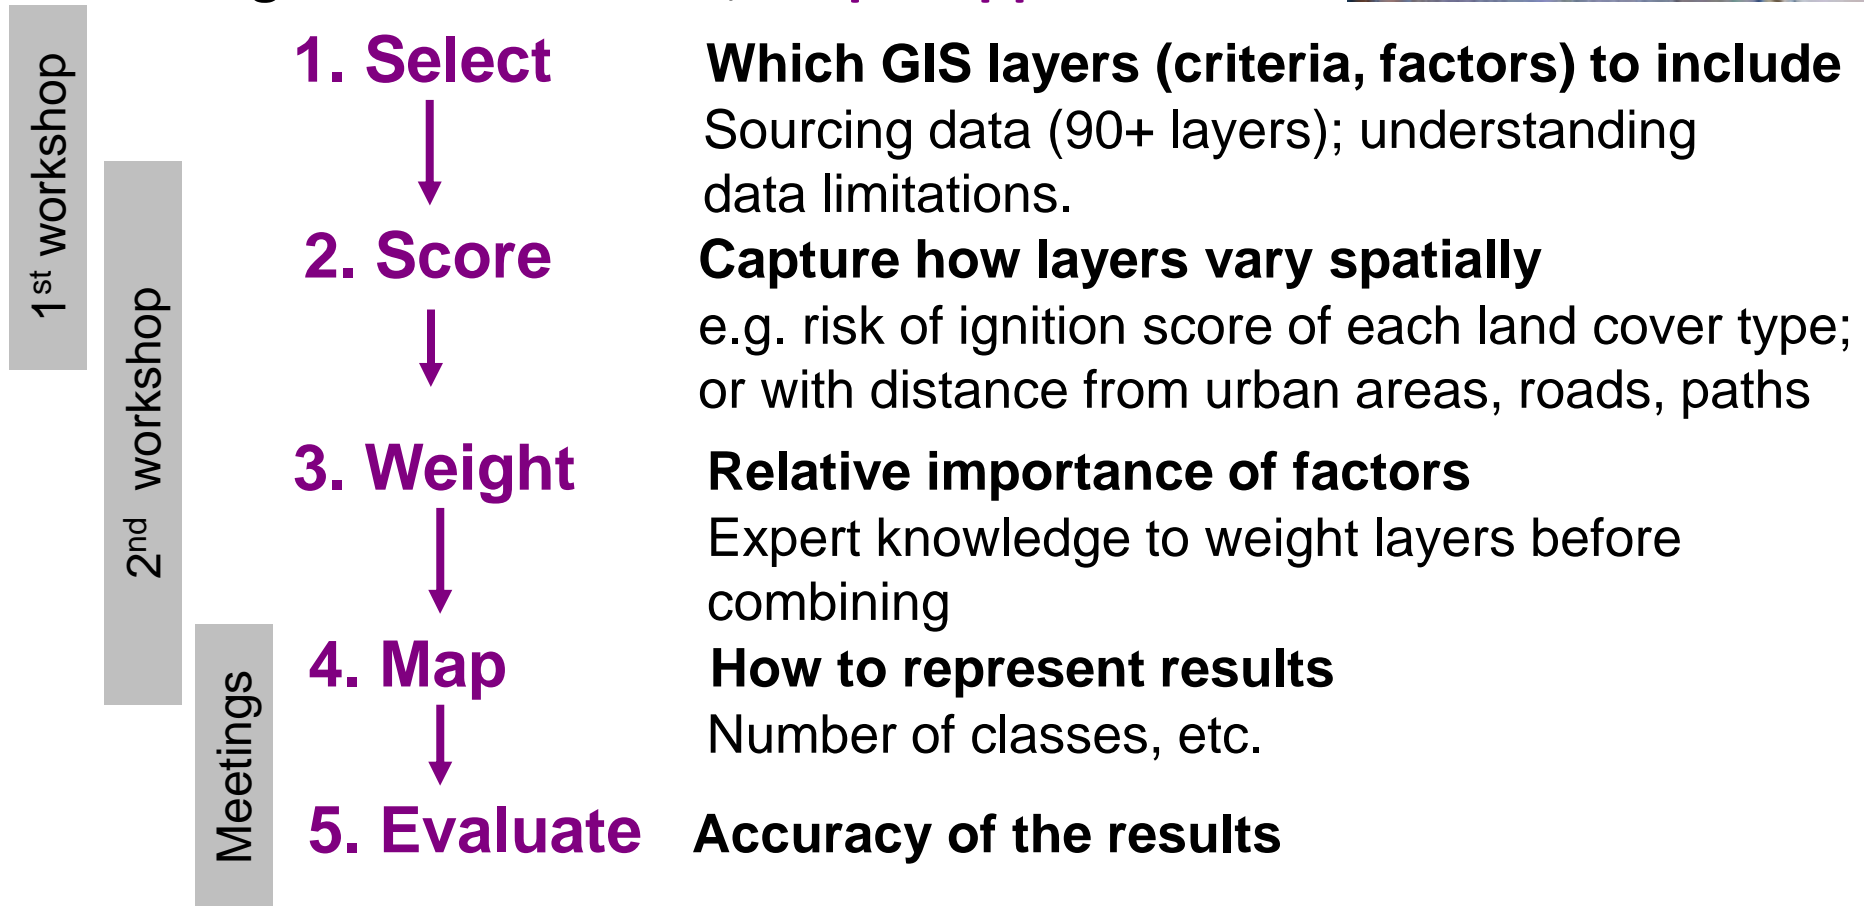 1st workshop
2nd workshop
Meetings
1. Select
Which GIS layers (criteria, factors) to include
Sourcing data (90+ layers); understanding
data limitations.
2. Score
Capture how layers vary spatially
e.g. risk of ignition score of each land cover type;
or with distance from urban areas, roads, paths
3. Weight
Relative importance of factors
Expert knowledge to weight layers before
combining
4. Map
How to represent results
Number of classes, etc.
5. Evaluate
Accuracy of the results